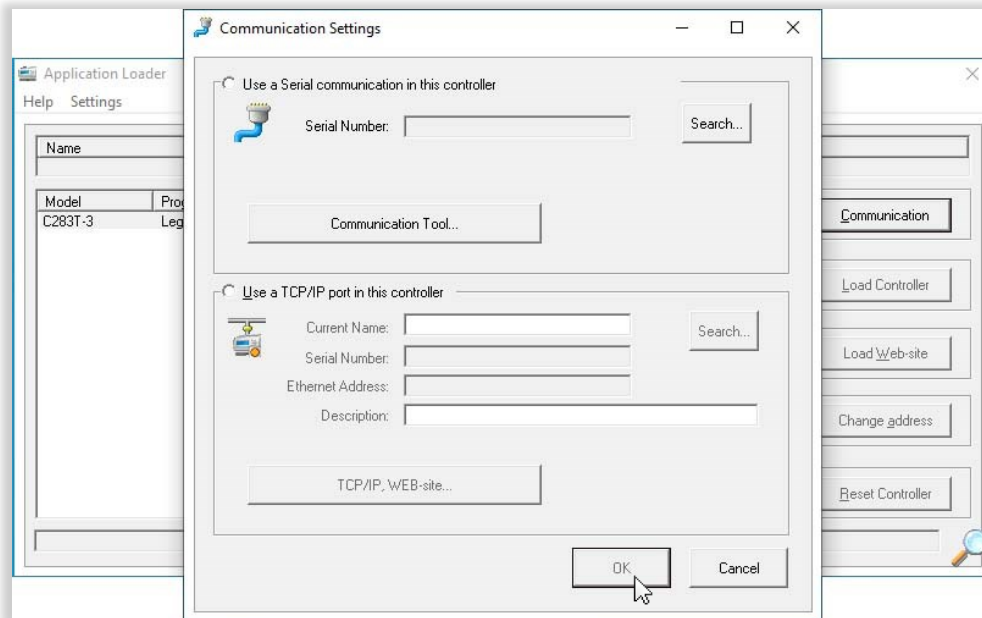 Communication Settings
Application Loader
Help Settings
Name
Model
C283T-3
Use a Serial communication in this controller
Serial Number:
Search...
Communication Tool...
Use a TCP/IP port in this controller
Current Name:
Search...
Serial Number:
Ethernet Address:
Description:
TCP/IP, WEB-site...
OK
Cancel
Communication
Load Controller
Load Web-site
Change address
Reset Controller